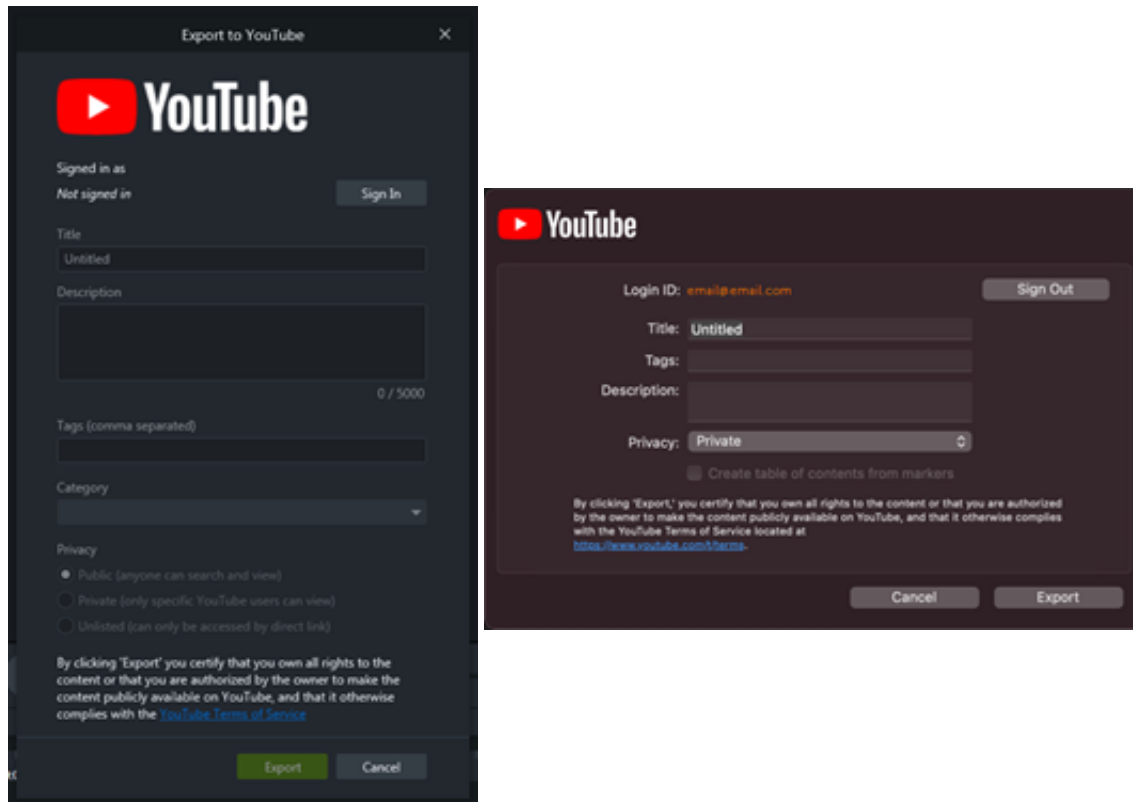 Export to YouTube
YouTube
Signed in as
Not signed in
Sign In
Title
Untitled
Description
0 / 5000
Tags (comma separated)
Category
Privacy
Public (anyone can search and view)
Private (only specific YouTube users can view)
Unlisted (can only be accessed by direct link)
By clicking 'Export' you certify that you own all rights to the
content or that you are authorized by the owner to make the
content publicly available on YouTube, and that it otherwise
complies with the YouTube Terms of Service
Export
Cancel
YouTube
Login ID: email@email.com
Sign Out
Title: Untitled
Tags:
Description:
Privacy: Private
Create table of contents from markers
By clicking 'Export,' you certify that you own all rights to the content or that you are authorized
by the owner to make the content publicly available on YouTube, and that it otherwise complies
with the YouTube Terms of Service located at
https://www.youtube.com/t/terms.
Cancel
Export